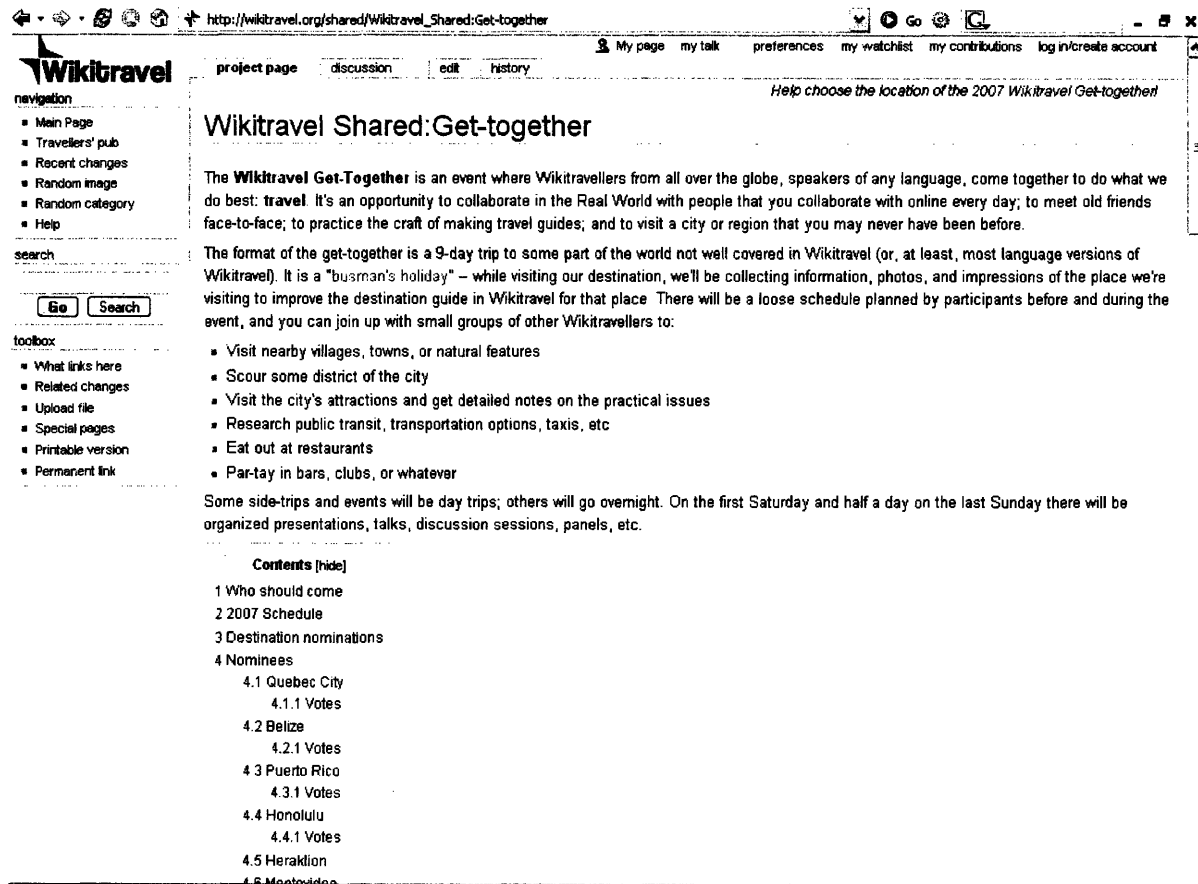 http://wikitravel.org/shared/Wikitravel_Shared:Get-together
Go
My page my talk preferences my watchlist my contributions log in/create account
Wikitravel
project page discussion edit history
Help choose the location of the 2007 Wikitravel Get-together!
navigation
Main Page
Travellers' pub
Recent changes
Random image
Random category
Help
search
Go Search
toolbox
What links here
Related changes
Upload file
Special pages
Printable version
Permanent link
Wikitravel Shared:Get-together
The Wikitravel Get-Together is an event where Wikitravellers from all over the globe, speakers of any language, come together to do what we
do best: travel. It's an opportunity to collaborate in the Real World with people that you collaborate with online every day; to meet old friends
face-to-face; to practice the craft of making travel guides; and to visit a city or region that you may never have been before.
The format of the get-together is a 9-day trip to some part of the world not well covered in Wikitravel (or, at least, most language versions of
Wikitravel). It is a "busman's holiday" – while visiting our destination, we'll be collecting information, photos, and impressions of the place we're
visiting to improve the destination guide in Wikitravel for that place There will be a loose schedule planned by participants before and during the
event, and you can join up with small groups of other Wikitravellers to:
Visit nearby villages, towns, or natural features
Scour some district of the city
Visit the city's attractions and get detailed notes on the practical issues
Research public transit, transportation options, taxis, etc
Eat out at restaurants
Par-tay in bars, clubs, or whatever
Some side-trips and events will be day trips; others will go overnight. On the first Saturday and half a day on the last Sunday there will be
organized presentations, talks, discussion sessions, panels, etc.
Contents [hide]
1 Who should come
2 2007 Schedule
3 Destination nominations
4 Nominees
4.1 Quebec City
4.1.1 Votes
4.2 Belize
4.2.1 Votes
4 3 Puerto Rico
4.3.1 Votes
4.4 Honolulu
4.4.1 Votes
4.5 Heraklion
4.6 Montevideo